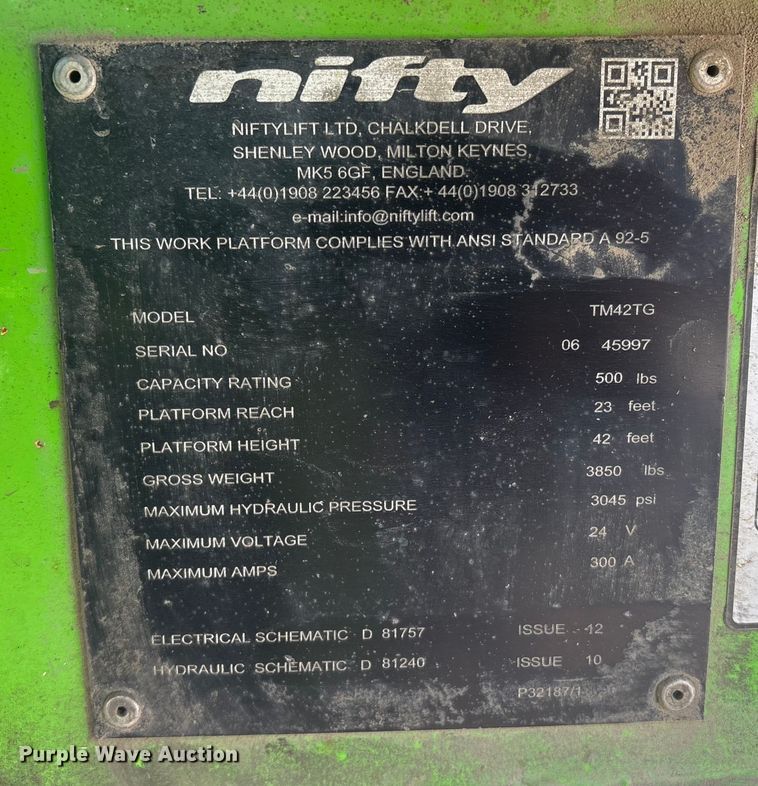 nifty
NIFTYLIFT LTD, CHALKDELL DRIVE,
SHENLEY WOOD, MILTON KEYNES,
MK5 6GF, ENGLAND.
TEL: +44(0)1908 223456 FAX:+ 44(0)1908 312733
e-mail:info@niftylift.com
THIS WORK PLATFORM COMPLIES WITH ANSI STANDARD A 92-5
MODEL TM42TG
SERIAL NO 06 45997
CAPACITY RATING 500 lbs
PLATFORM REACH 23 feet
PLATFORM HEIGHT 42 feet
GROSS WEIGHT 3850 lbs
MAXIMUM HYDRAULIC PRESSURE 3045 psi
MAXIMUM VOLTAGE 24 V
MAXIMUM AMPS 300 A
ELECTRICAL SCHEMATIC D 81757 ISSUE 12
HYDRAULIC SCHEMATIC D 81240 ISSUE 10
P32187/1
Purple Wave Auction